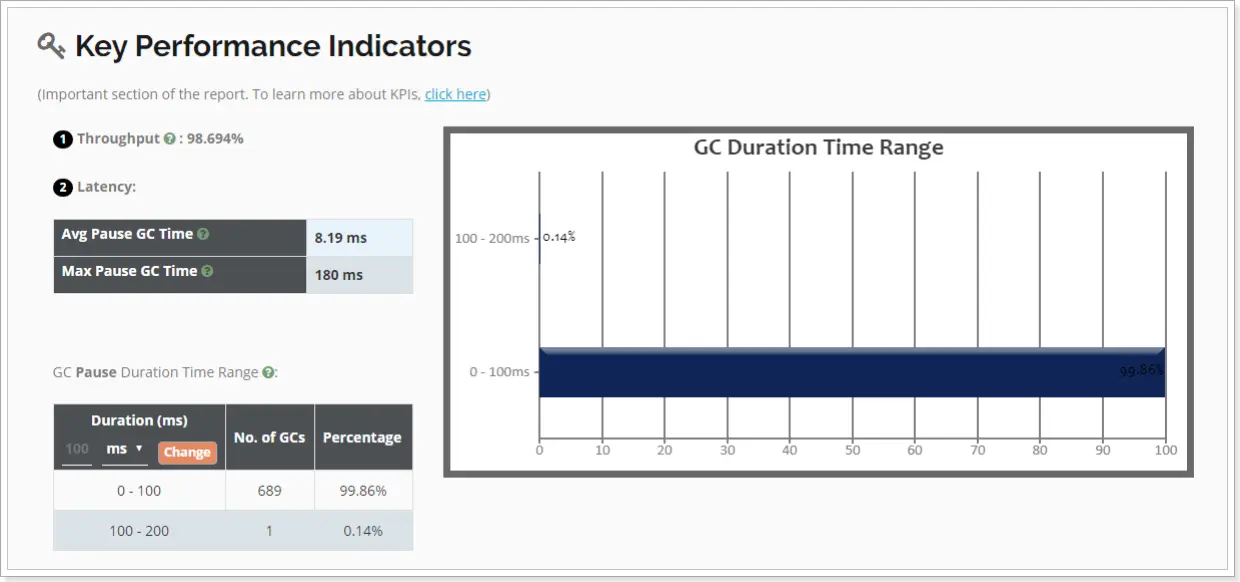 Key Performance Indicators
(Important section of the report. To learn more about KPIs, click here)
1 Throughput ? : 98.694%
2 Latency:
Avg Pause GC Time ? 8.19 ms
Max Pause GC Time ? 180 ms
GC Pause Duration Time Range ?:
Duration (ms) No. of GCs Percentage
100 ms ▼ Change
0 - 100 689 99.86%
100 - 200 1 0.14%
GC Duration Time Range
100 - 200ms 0.14%
0 - 100ms 99.86%
0 10 20 30 40 50 60 70 80 90 100